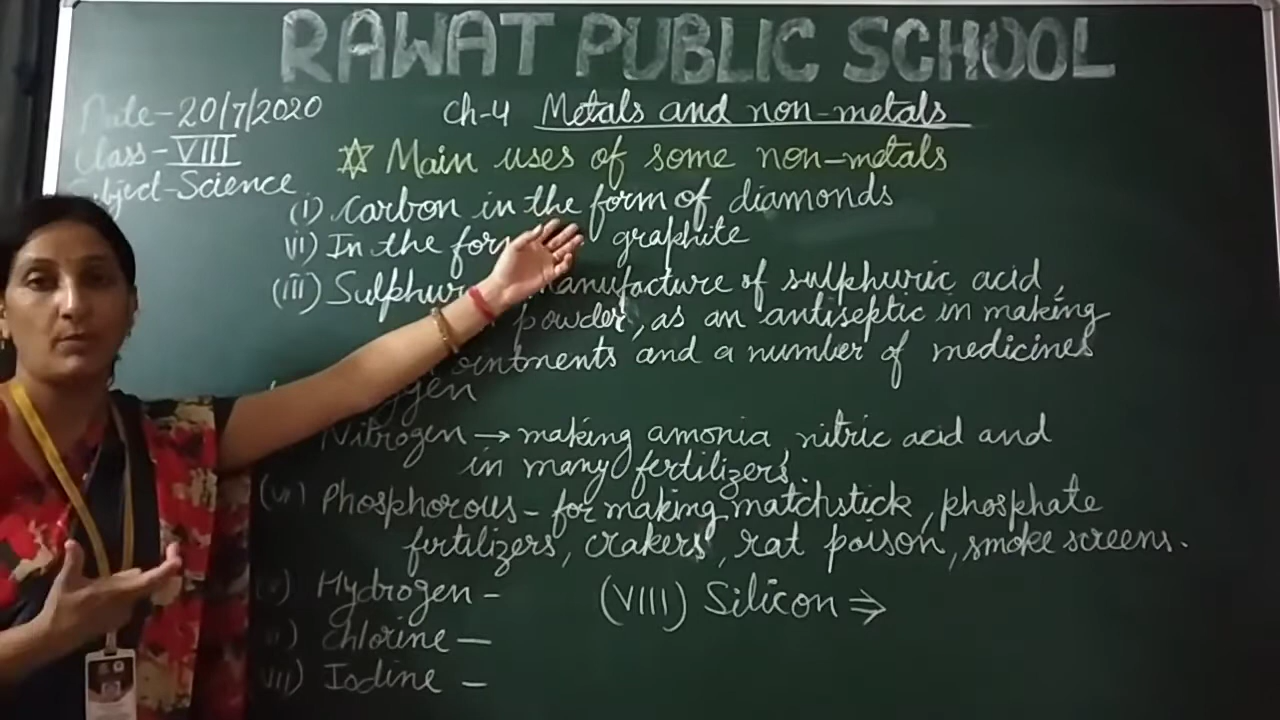 RAWAT PUBLIC SCHOOL
Date-20/7/2020
Ch-4 Metals and non-metals
Class-VIII
Main uses of some non-metals
Subject-Science
(i) Carbon in the form of diamonds
ii) In the for graphite
(iii) Sulphur manufacture of sulphuric acid,
powder, as an antiseptic in making
ointments and a number of medicines
Nitrogen → making amonia, nitric acid and
in many fertilizers.
(vi) Phosphorous - for making matchstick, phosphate
fertilizers, crakers, rat poison, smoke screens.
Hydrogen -
(VIII) Silicon ⇒
Chlorine -
Iodine -